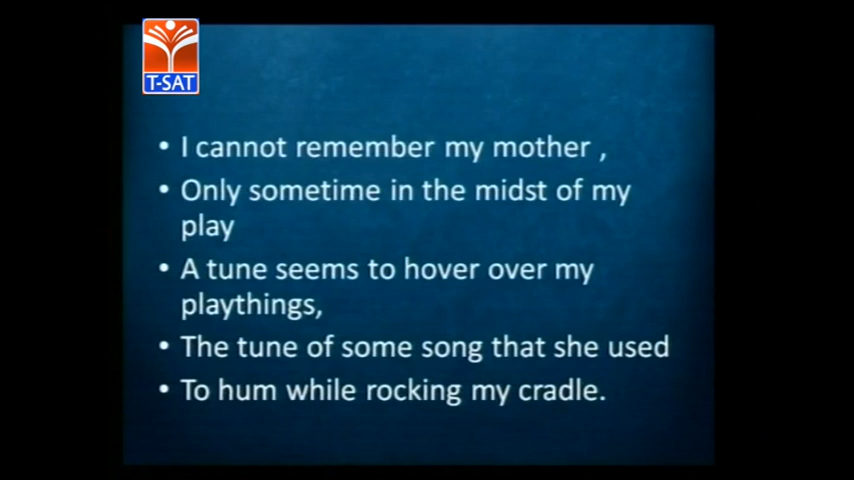 T-SAT
• I cannot remember my mother ,
• Only sometime in the midst of my
play
• A tune seems to hover over my
playthings,
• The tune of some song that she used
• To hum while rocking my cradle.